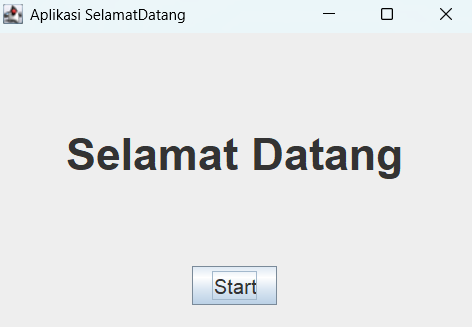 Aplikasi SelamatDatang
Selamat Datang
Start